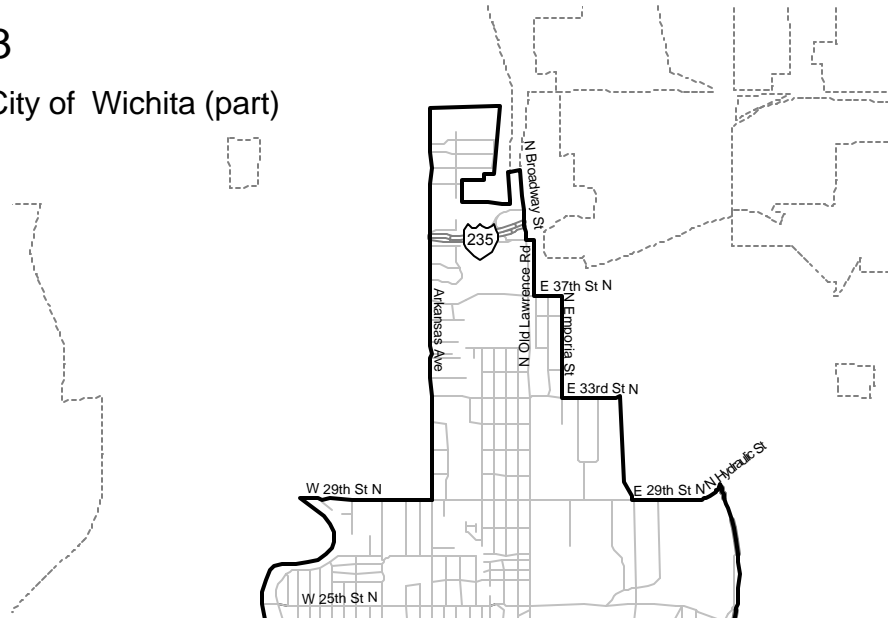 3
City of Wichita (part)
N Broadway St
235
N Old Lawrence Rd
E 37th St N
Arkansas Ave
N Emporia St
E 33rd St N
W 29th St N
E 29th St N
N Hydraulic St
W 25th St N